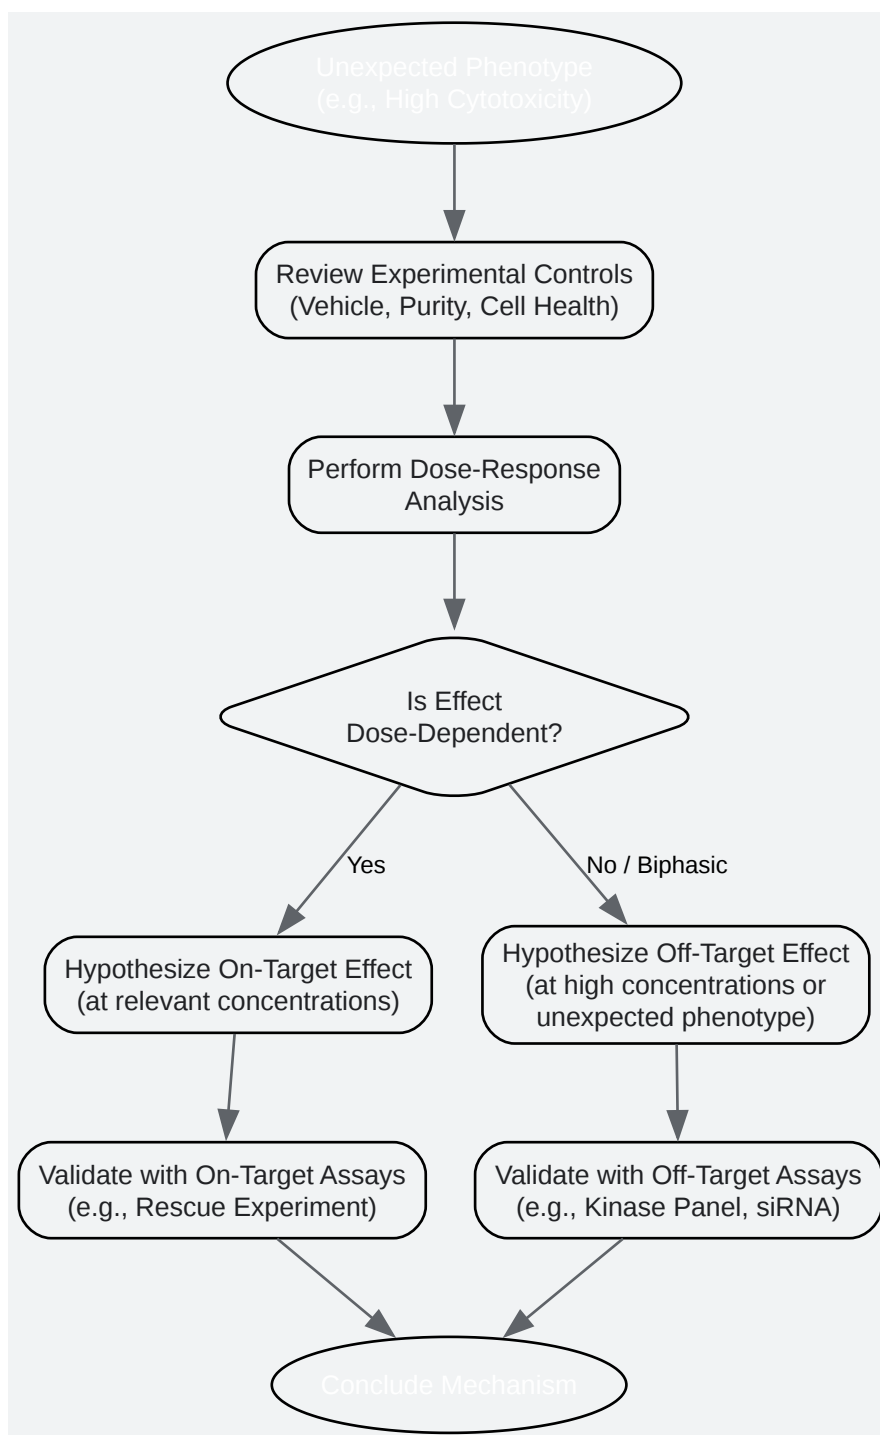 Unexpected Phenotype
(e.g., High Cytotoxicity)
Review Experimental Controls
(Vehicle, Purity, Cell Health)
Perform Dose-Response
Analysis
Is Effect
Dose-Dependent?
Yes
No / Biphasic
Hypothesize On-Target Effect
(at relevant concentrations)
Hypothesize Off-Target Effect
(at high concentrations or
unexpected phenotype)
Validate with On-Target Assays
(e.g., Rescue Experiment)
Validate with Off-Target Assays
(e.g., Kinase Panel, siRNA)
Conclude Mechanism